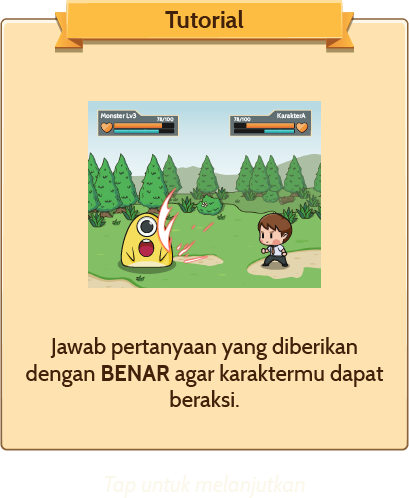 Tutorial
Monster Lv3
78/100
KarakterA
78/100
Jawab pertanyaan yang diberikan
dengan BENAR agar karaktermu dapat
beraksi.
Tap untuk melanjutkan